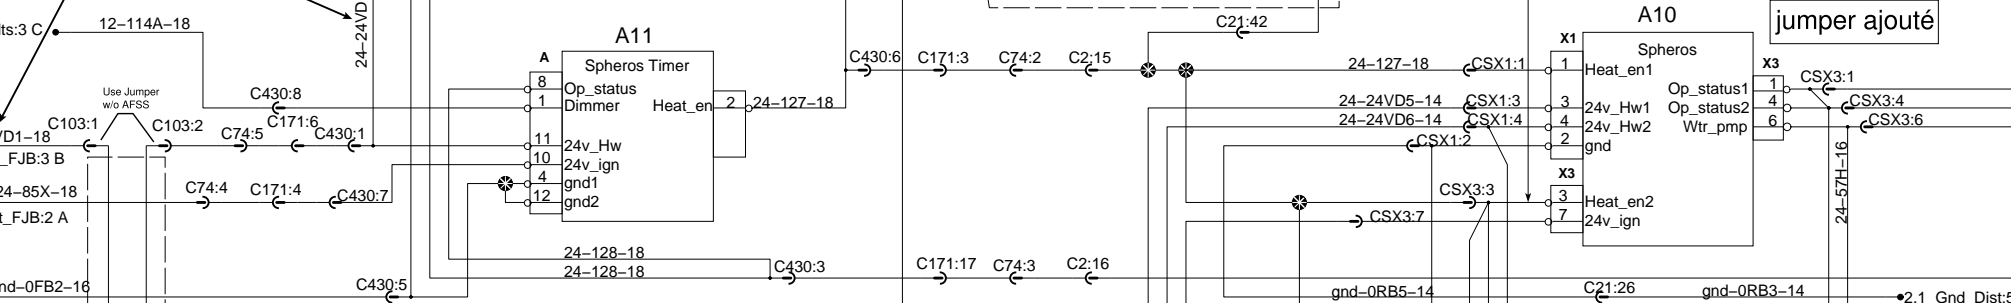 lts:3 C
12-114A-18
24-24VD
A11
C21:42
A10
jumper ajouté
A
Spheros Timer
C430:6
C171:3
C74:2
C2:15
24-127-18
CSX1:1
X1
Spheros
X3
8
Op_status
1
Heat_en1
Op_status1
1
CSX3:1
Use Jumper
w/o AFSS
C430:8
1
Dimmer
Heat_en
2
24-127-18
24-24VD5-14
CSX1:3
3
24v_Hw1
Op_status2
4
CSX3:4
C103:1
C103:2
C171:6
24-24VD6-14
CSX1:4
4
24v_Hw2
Wtr_pmp
6
CSX3:6
VD1-18
C74:5
C430:1
11
24v_Hw
CSX1:2
2
gnd
_FJB:3 B
10
24v_ign
X3
24-85X-18
C74:4
C171:4
C430:7
4
gnd1
CSX3:3
3
Heat_en2
24-57H-16
12
gnd2
t_FJB:2 A
CSX3:7
7
24v_ign
24-128-18
24-128-18
C430:3
C171:17
C74:3
C2:16
nd-0FB2-16
C430:5
gnd-0RB5-14
C21:26
gnd-0RB3-14
2.1 Gnd_Dist:5